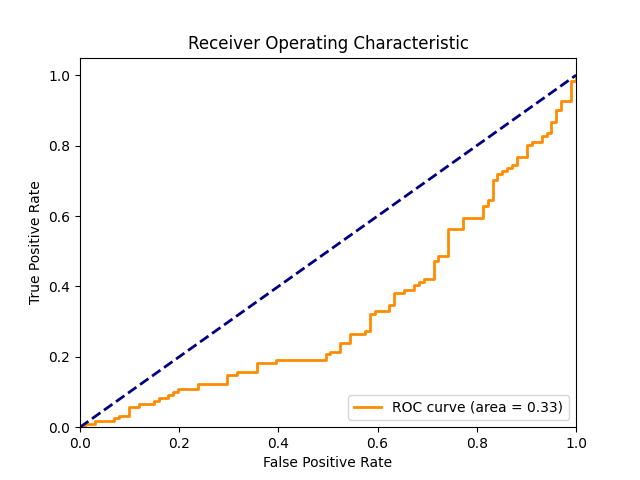 Receiver Operating Characteristic
1.0
0.8
0.6
0.4
0.2
0.0
True Positive Rate
ROC curve (area = 0.33)
0.0 0.2 0.4 0.6 0.8 1.0
False Positive Rate